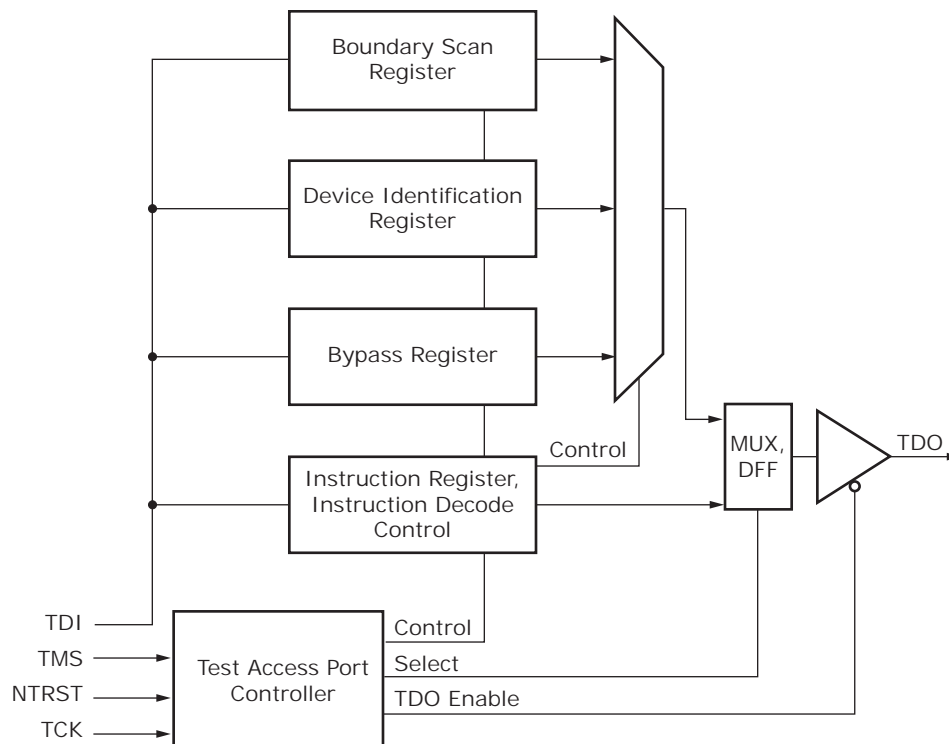 Boundary Scan
Register
Device Identification
Register
Bypass Register
Control
MUX,
DFF
TDO
Instruction Register,
Instruction Decode
Control
TDI
TMS
NTRST
TCK
Test Access Port
Controller
Control
Select
TDO Enable